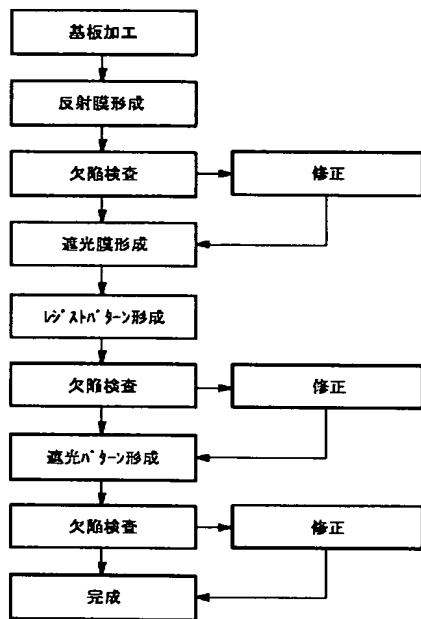 基板加工
反射膜形成
欠陥検査
修正
遮光膜形成
ﾚｼﾞｽﾄﾊﾟﾀｰﾝ形成
欠陥検査
修正
遮光ﾊﾟﾀｰﾝ形成
欠陥検査
修正
完成